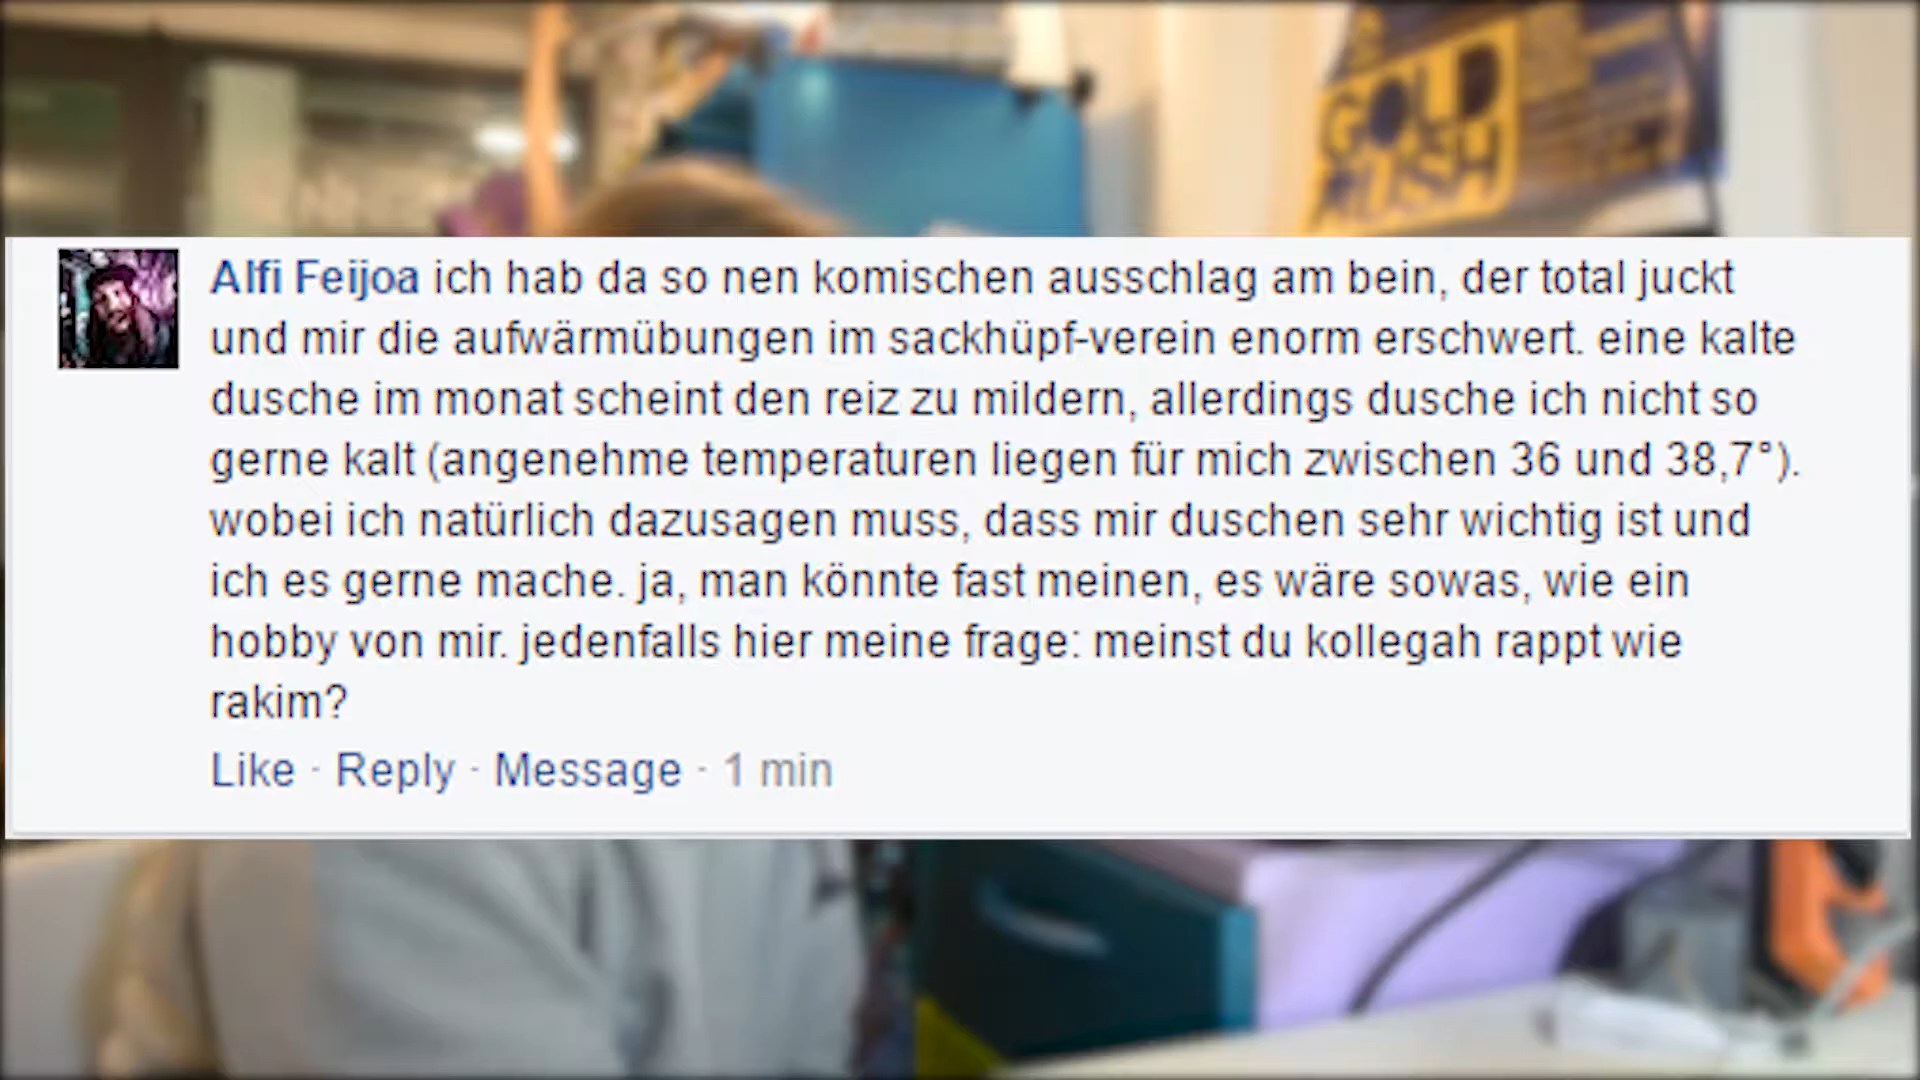 GOLD
RUSH
Alfi Feijoa ich hab da so nen komischen ausschlag am bein, der total juckt
und mir die aufwärmübungen im sackhüpf-verein enorm erschwert. eine kalte
dusche im monat scheint den reiz zu mildern, allerdings dusche ich nicht so
gerne kalt (angenehme temperaturen liegen für mich zwischen 36 und 38,7°).
wobei ich natürlich dazusagen muss, dass mir duschen sehr wichtig ist und
ich es gerne mache. ja, man könnte fast meinen, es wäre sowas, wie ein
hobby von mir. jedenfalls hier meine frage: meinst du kollegah rappt wie
rakim?
Like · Reply · Message · 1 min